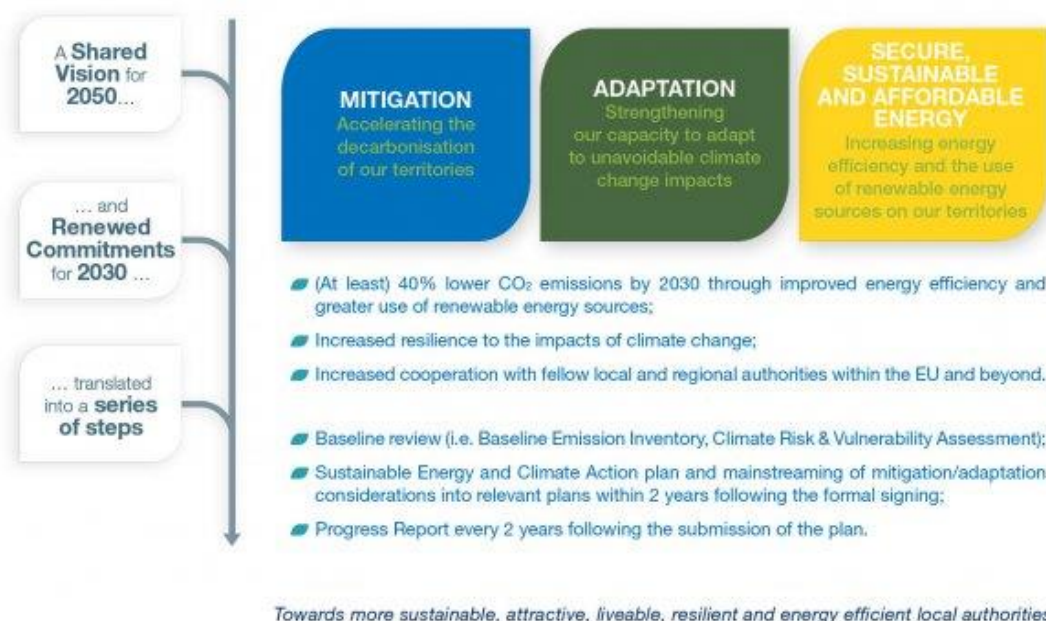 A Shared
Vision for
2050...
MITIGATION
Accelerating the
decarbonisation
of our territories
ADAPTATION
Strengthening
our capacity to adapt
to unavoidable climate
change impacts
SECURE,
SUSTAINABLE
AND AFFORDABLE
ENERGY
Increasing energy
efficiency and the use
of renewable energy
sources on our territories
... and
Renewed
Commitments
for 2030 ...
(At least) 40% lower CO₂ emissions by 2030 through improved energy efficiency and
greater use of renewable energy sources;
Increased resilience to the impacts of climate change;
Increased cooperation with fellow local and regional authorities within the EU and beyond.
... translated
into a series
of steps
Baseline review (i.e. Baseline Emission Inventory, Climate Risk & Vulnerability Assessment);
Sustainable Energy and Climate Action plan and mainstreaming of mitigation/adaptation
considerations into relevant plans within 2 years following the formal signing;
Progress Report every 2 years following the submission of the plan.
Towards more sustainable, attractive, liveable, resilient and energy efficient local authorities